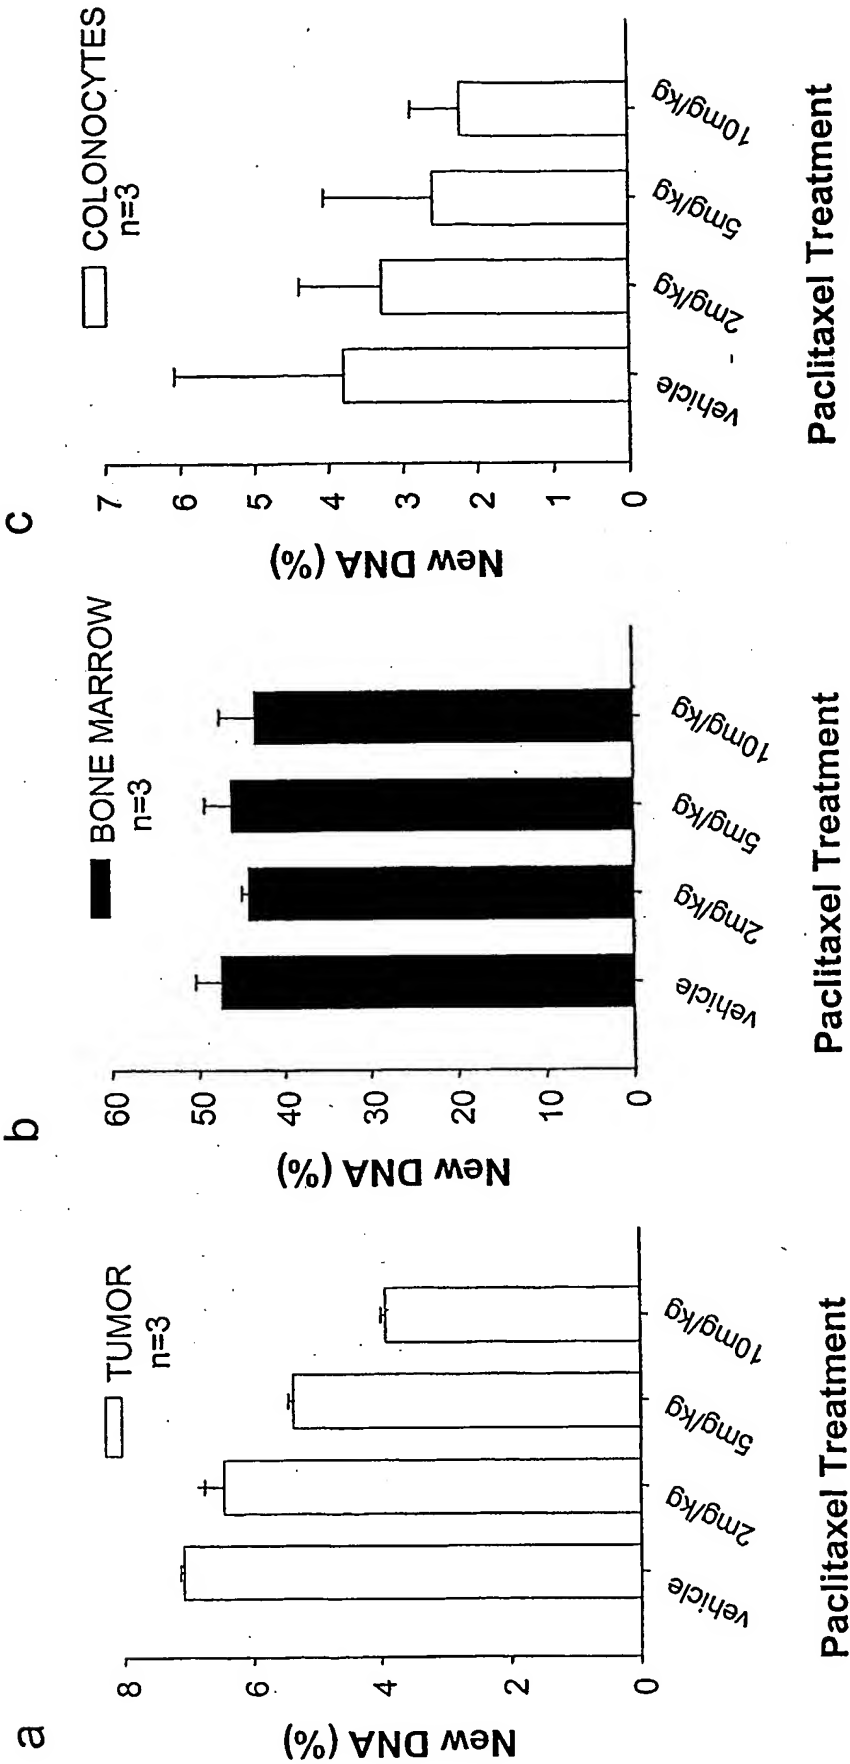 a
TUMOR
n=3
New DNA (%)
8
6
4
2
0
vehicle
2mg/kg
5mg/kg
10mg/kg
Paclitaxel Treatment
b
BONE MARROW
n=3
New DNA (%)
60
50
40
30
20
10
0
vehicle
2mg/kg
5mg/kg
10mg/kg
Paclitaxel Treatment
c
COLONOCYTES
n=3
New DNA (%)
7
6
5
4
3
2
1
0
vehicle
2mg/kg
5mg/kg
10mg/kg
Paclitaxel Treatment